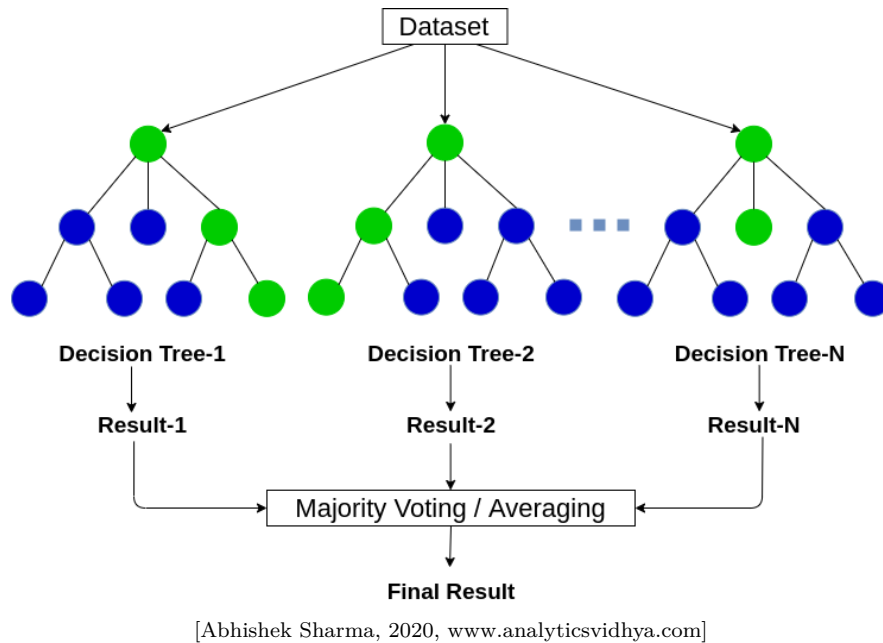 Dataset
Decision Tree-1
Decision Tree-2
Decision Tree-N
Result-1
Result-2
Result-N
Majority Voting / Averaging
Final Result
[Abhishek Sharma, 2020, www.analyticsvidhya.com]